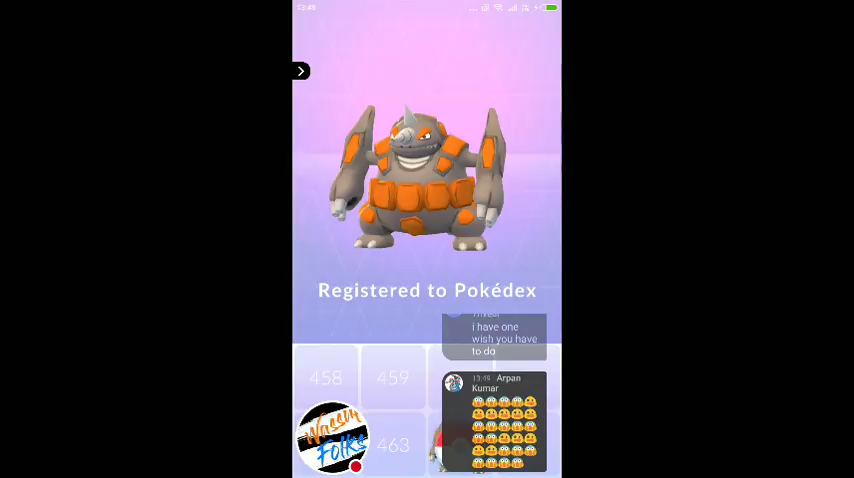 13:49
Registered to Pokédex
i have one
wish you have
to do
458
459
13:49 Arpan
Kumar
Wassup
Folks
463